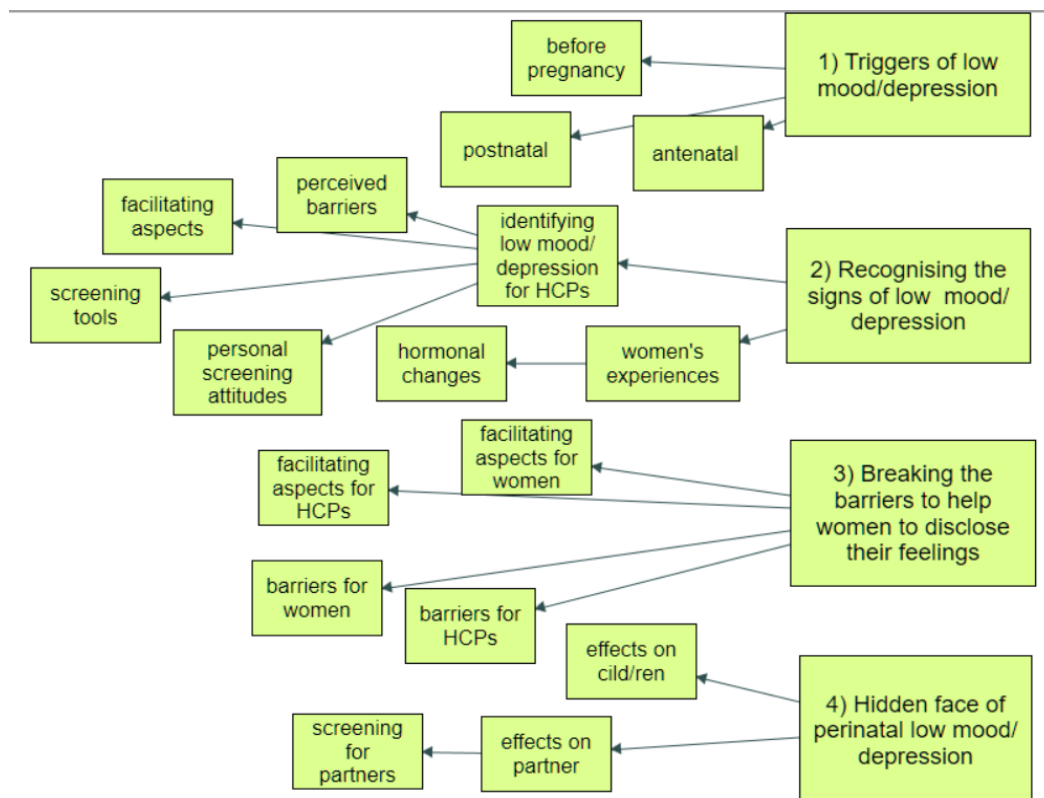 before
pregnancy
1) Triggers of low
mood/depression
postnatal
antenatal
perceived
barriers
facilitating
aspects
identifying
low mood/
depression
for HCPs
2) Recognising the
signs of low mood/
depression
screening
tools
personal
screening
attitudes
hormonal
changes
women's
experiences
facilitating
aspects for
women
facilitating
aspects for
HCPs
3) Breaking the
barriers to help
women to disclose
their feelings
barriers for
women
barriers for
HCPs
effects on
cild/ren
4) Hidden face of
perinatal low mood/
depression
screening
for
partners
effects on
partner